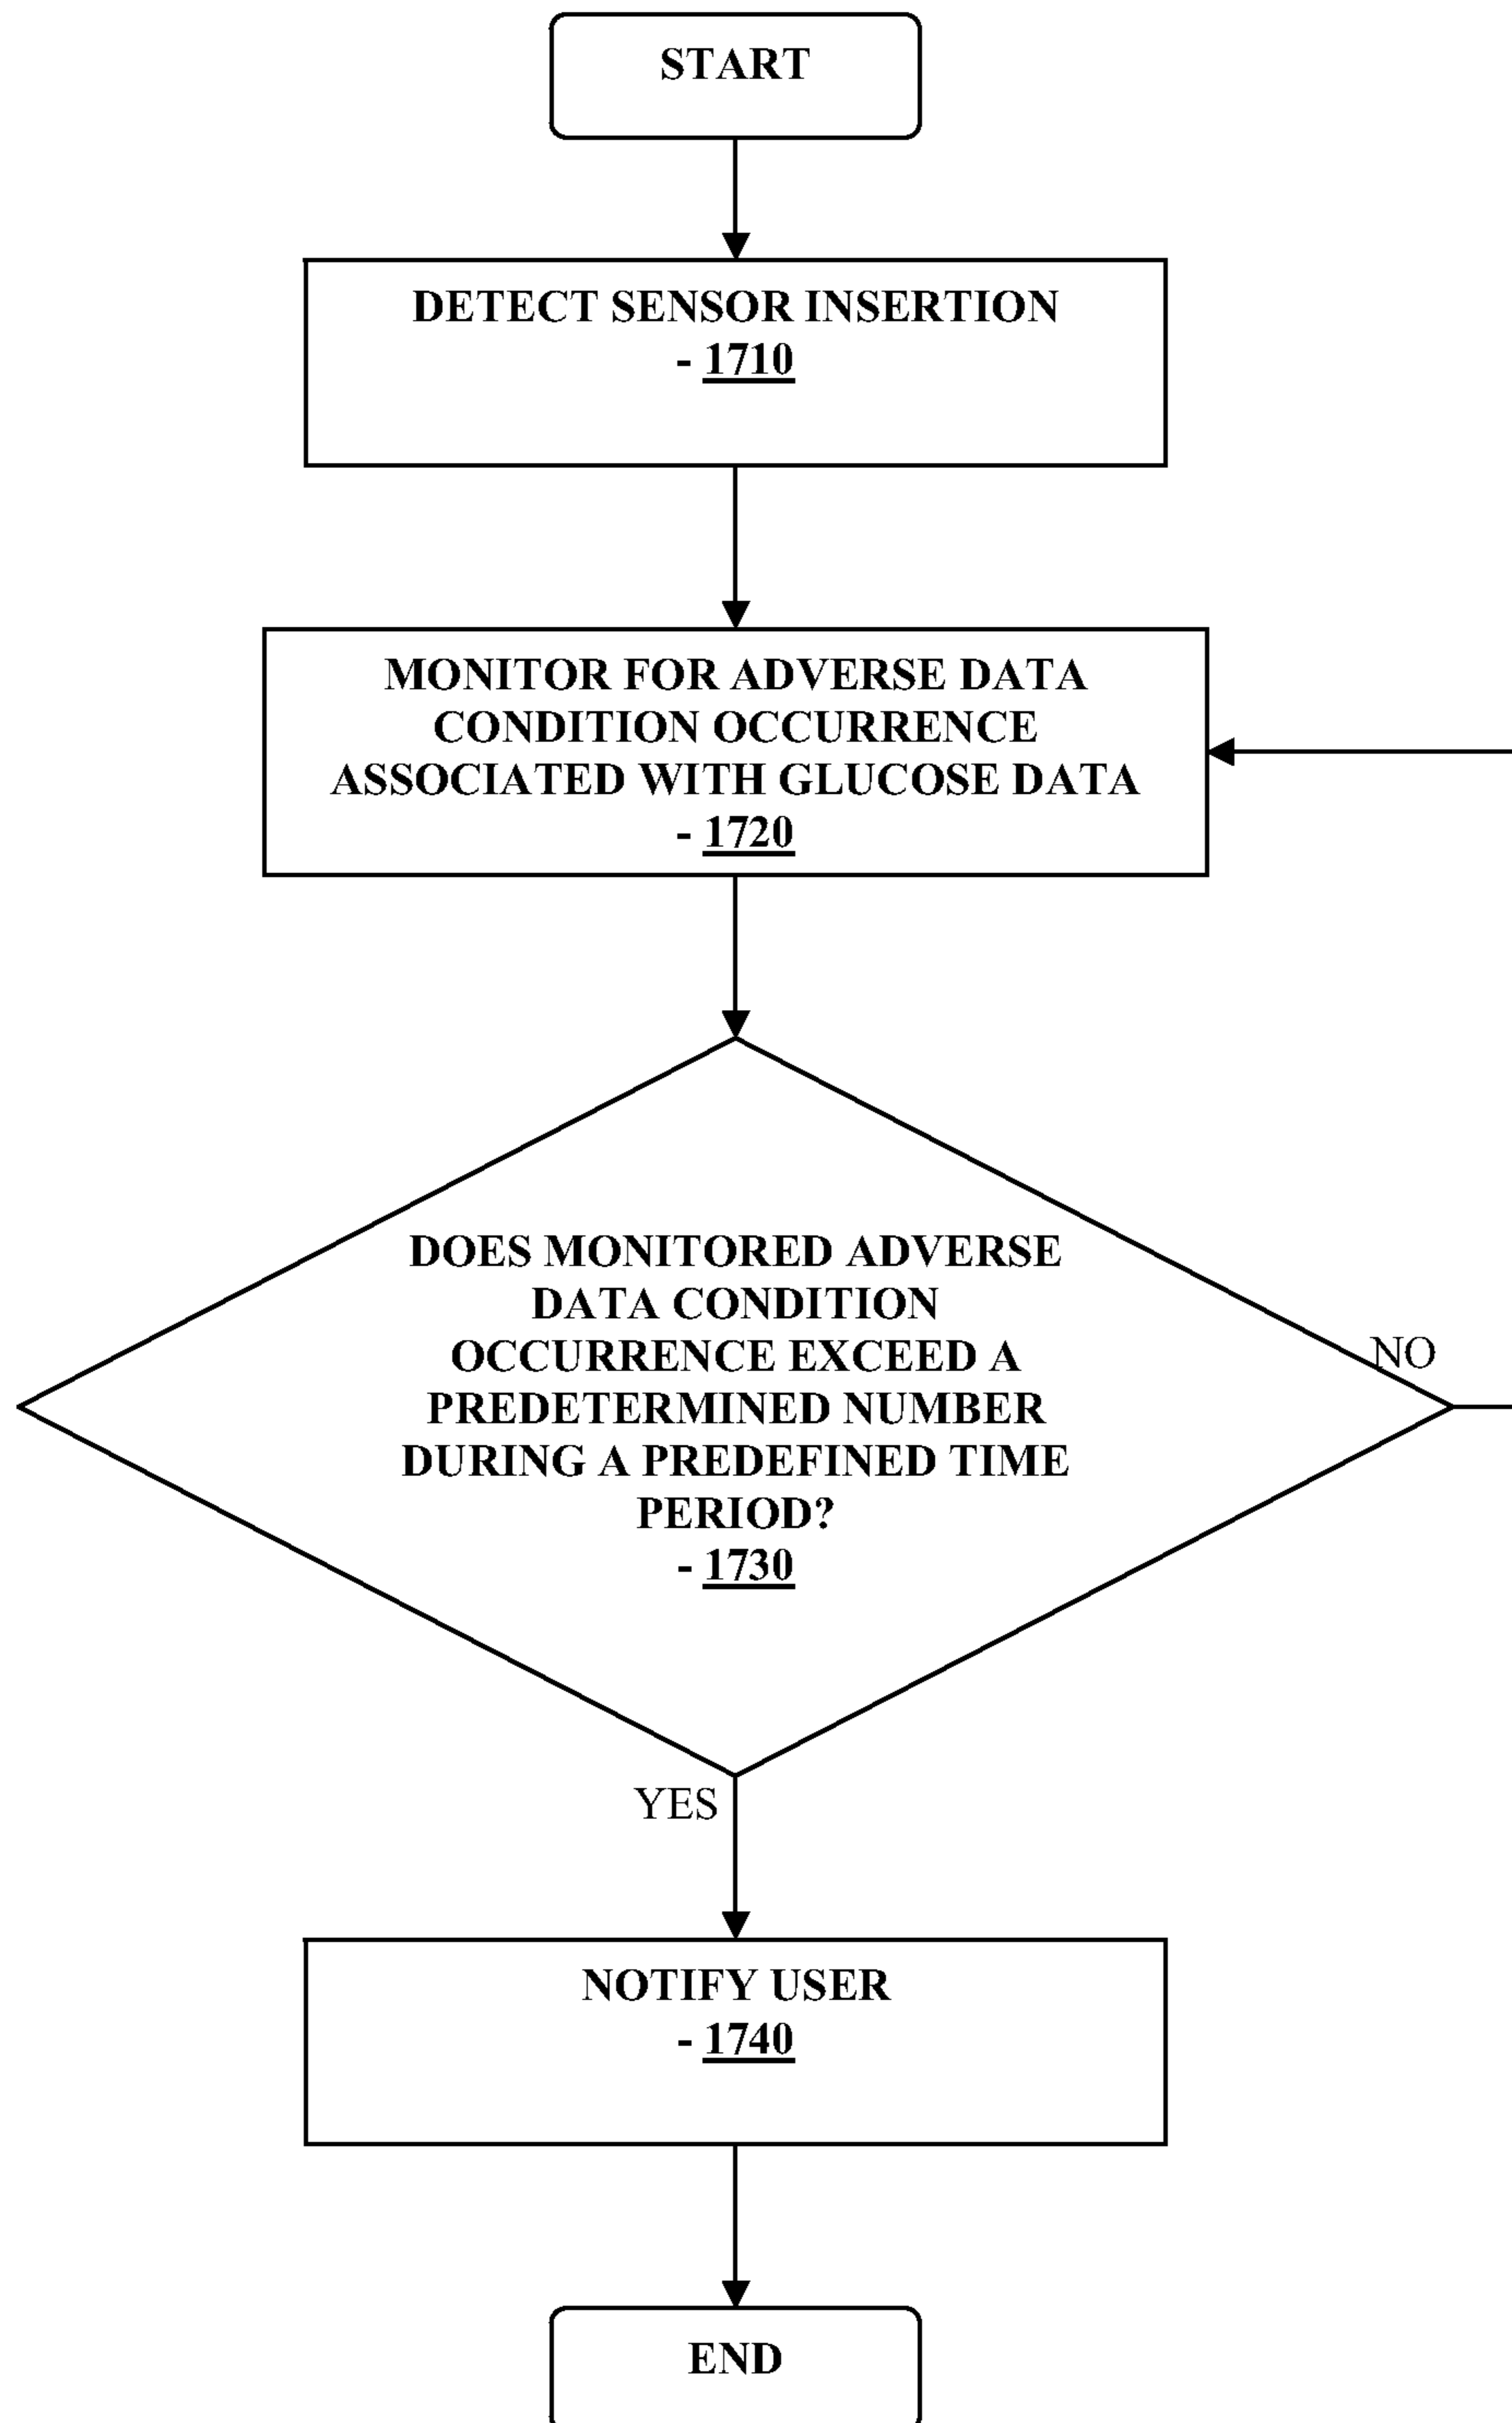 START
DETECT SENSOR INSERTION
- 1710
MONITOR FOR ADVERSE DATA
CONDITION OCCURRENCE
ASSOCIATED WITH GLUCOSE DATA
- 1720
DOES MONITORED ADVERSE
DATA CONDITION
OCCURRENCE EXCEED A
PREDETERMINED NUMBER
DURING A PREDEFINED TIME
PERIOD?
- 1730
NO
YES
NOTIFY USER
- 1740
END